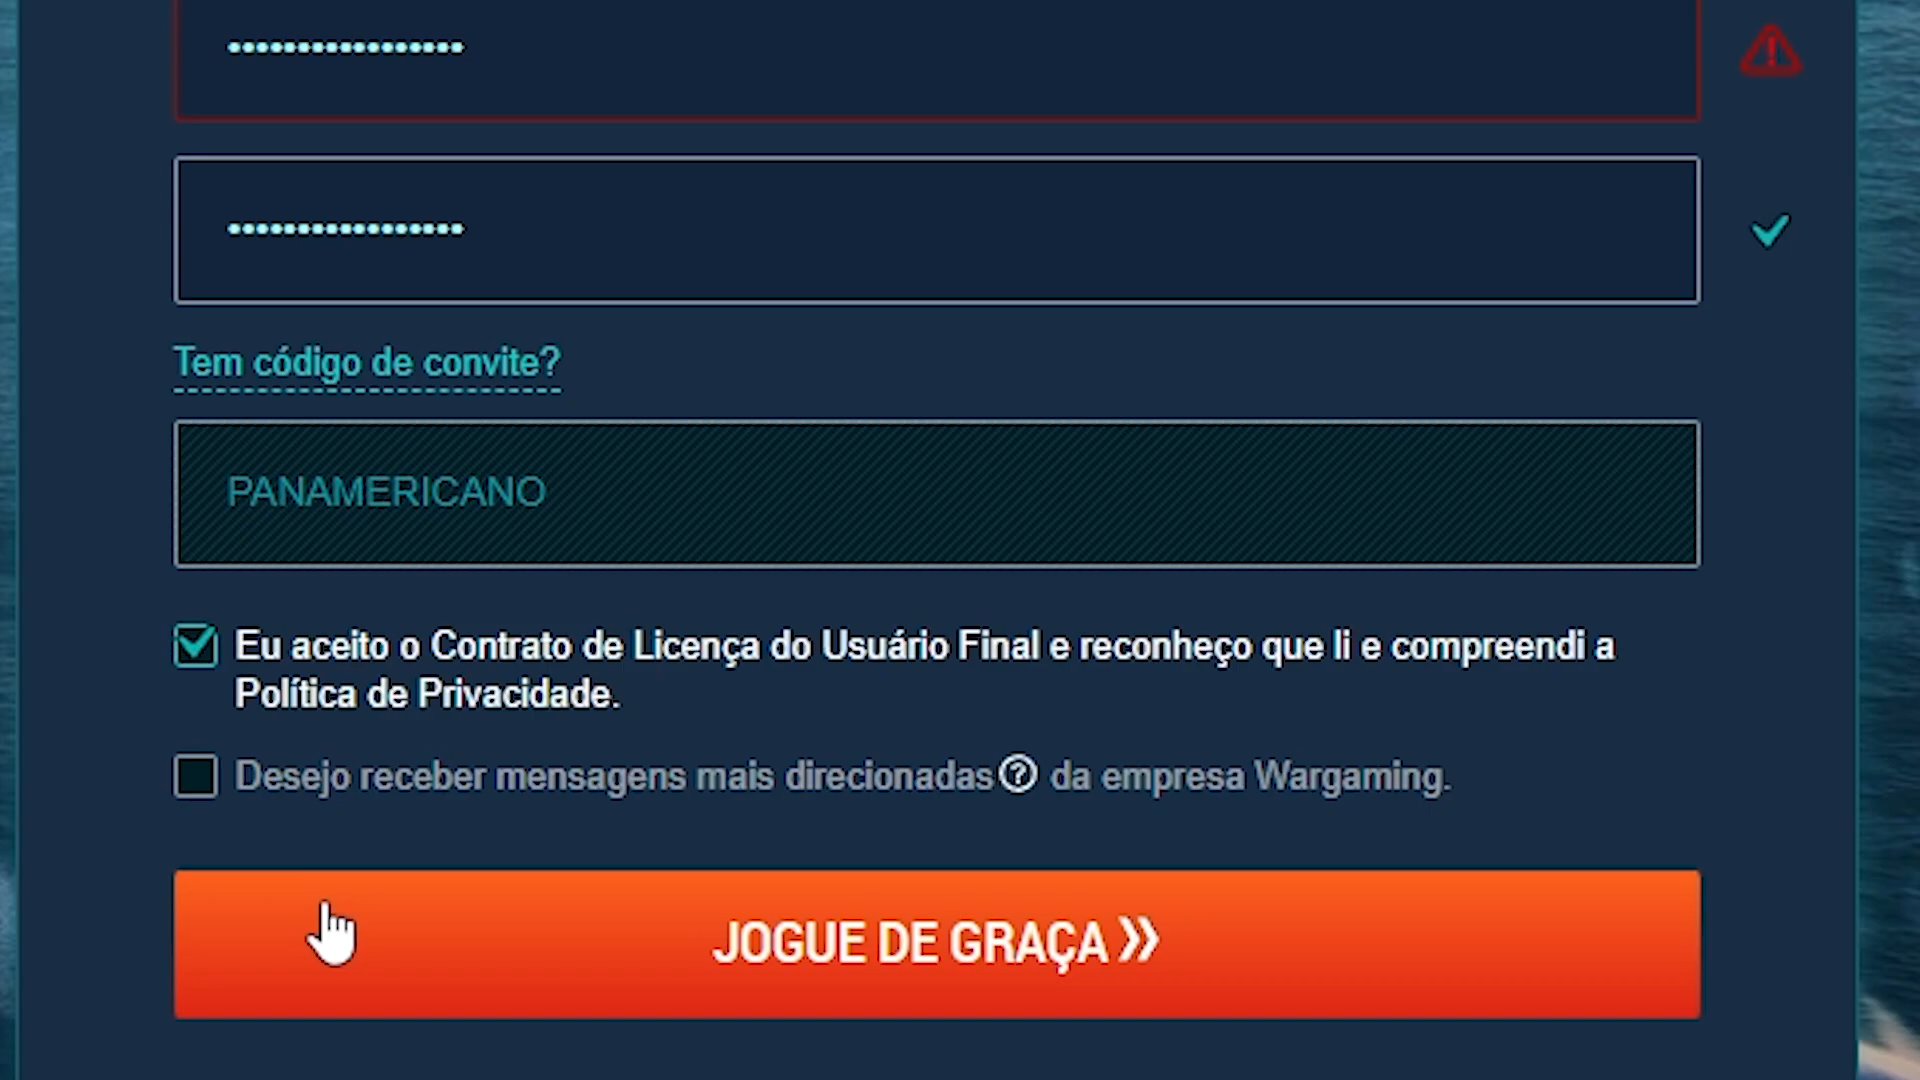 Tem código de convite?
PANAMERICANO
Eu aceito o Contrato de Licença do Usuário Final e reconheço que li e compreendi a
Política de Privacidade.
Desejo receber mensagens mais direcionadas da empresa Wargaming.
JOGUE DE GRAÇA